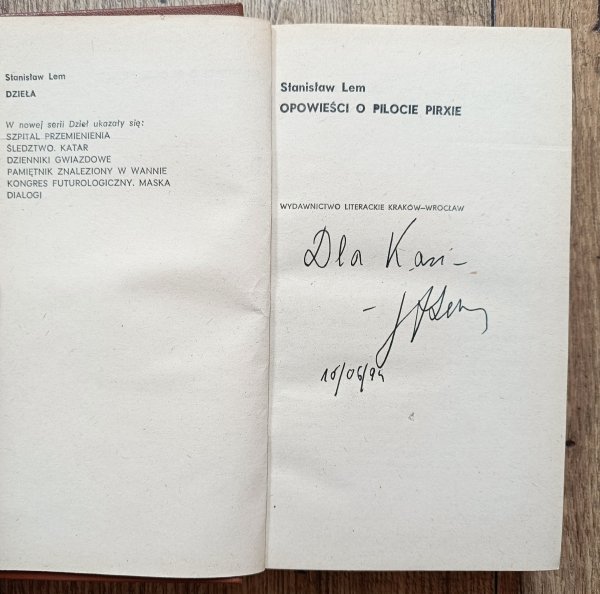 Stanisław Lem
DZIEŁA
W nowej serii Dzieł ukazały się:
SZPITAL PRZEMIENIENIA
ŚLEDZTWO. KATAR
DZIENNIKI GWIAZDOWE
PAMIĘTNIK ZNALEZIONY W WANNIE
KONGRES FUTUROLOGICZNY. MASKA
DIALOGI
Stanisław Lem
OPOWIEŚCI O PILOCIE PIRXIE
WYDAWNICTWO LITERACKIE KRAKÓW—WROCŁAW
Dla Kasi –
– StLem